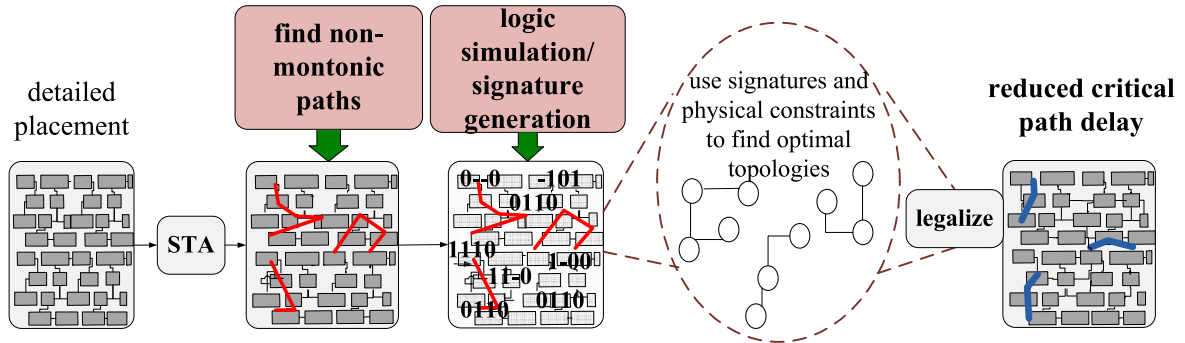 detailed
placement
STA
find non-
montonic
paths
logic
simulation/
signature
generation
0--0
-101
0110
1110
1-00
11-0
0110
0110
use signatures and
physical constraints
to find optimal
topologies
legalize
reduced critical
path delay